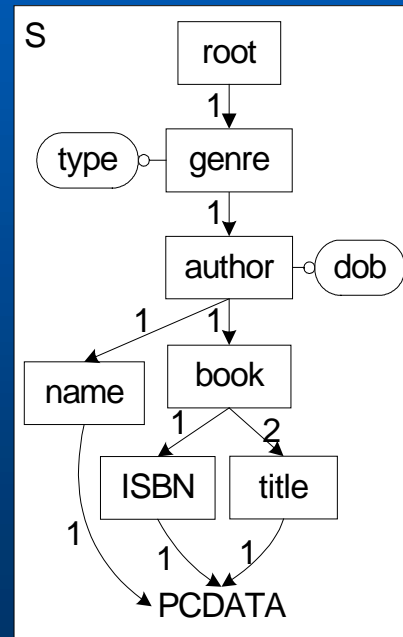 S
root
1
type genre
1
author dob
1 1
name book
1 2
ISBN title
1 1 1
PCDATA